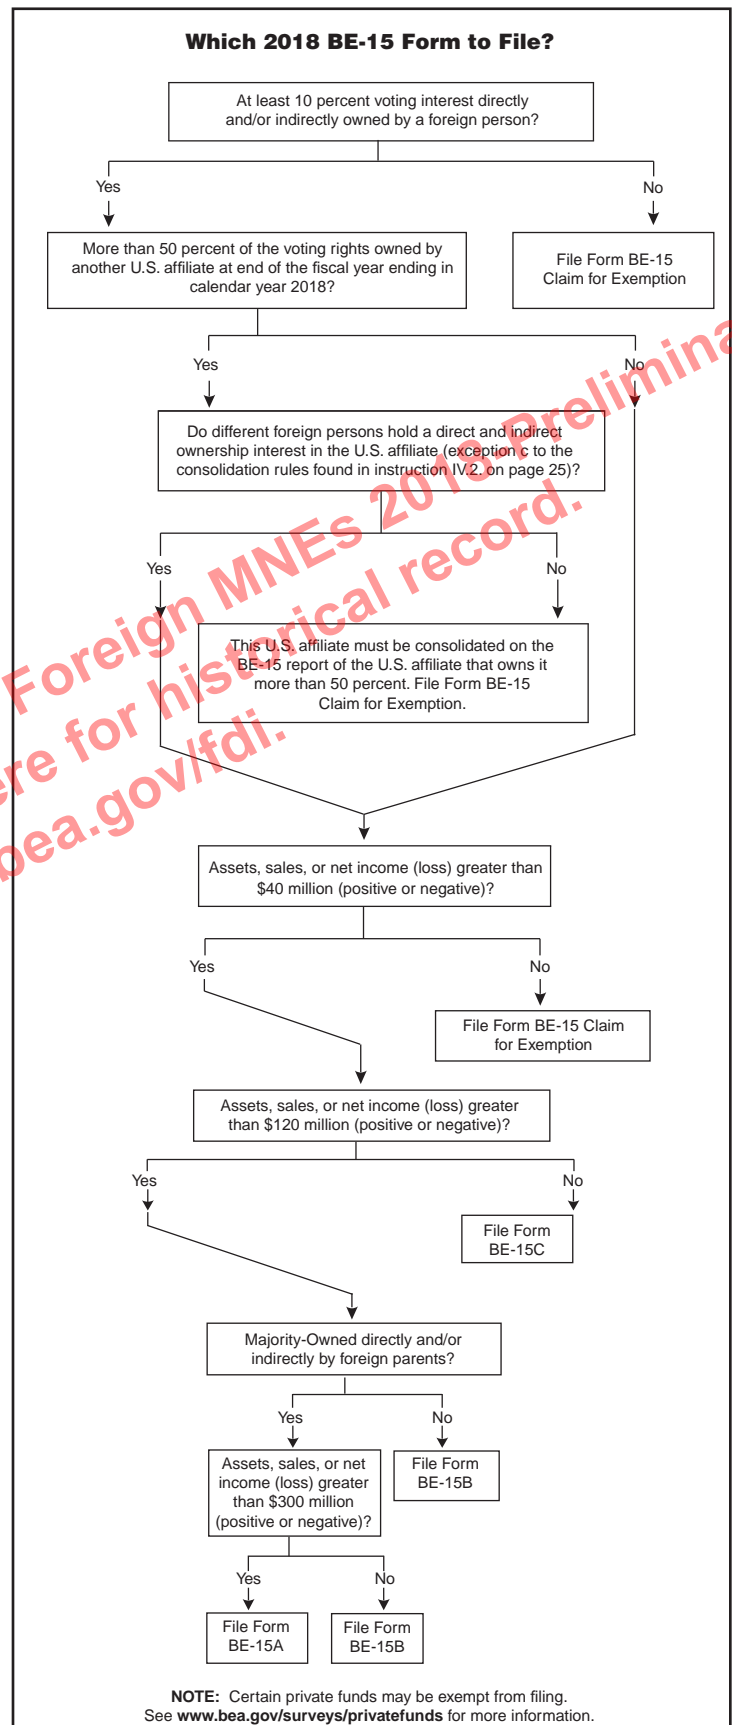 Which 2018 BE-15 Form to File?
At least 10 percent voting interest directly
and/or indirectly owned by a foreign person?
Yes
No
More than 50 percent of the voting rights owned by
another U.S. affiliate at end of the fiscal year ending in
calendar year 2018?
File Form BE-15
Claim for Exemption
Yes
No
Do different foreign persons hold a direct and indirect
ownership interest in the U.S. affiliate (exception c to the
consolidation rules found in instruction IV.2. on page 25)?
Yes
No
This U.S. affiliate must be consolidated on the
BE-15 report of the U.S. affiliate that owns it
more than 50 percent. File Form BE-15
Claim for Exemption.
Foreign MNEs 2018-Prelimina
ere for historical record.
bea.gov/fdi.
Assets, sales, or net income (loss) greater than
$40 million (positive or negative)?
Yes
No
File Form BE-15 Claim
for Exemption
Assets, sales, or net income (loss) greater
than $120 million (positive or negative)?
Yes
No
File Form
BE-15C
Majority-Owned directly and/or
indirectly by foreign parents?
Yes
No
Assets, sales, or net
income (loss) greater
than $300 million
(positive or negative)?
File Form
BE-15B
Yes
No
File Form
BE-15A
File Form
BE-15B
NOTE: Certain private funds may be exempt from filing.
See www.bea.gov/surveys/privatefunds for more information.